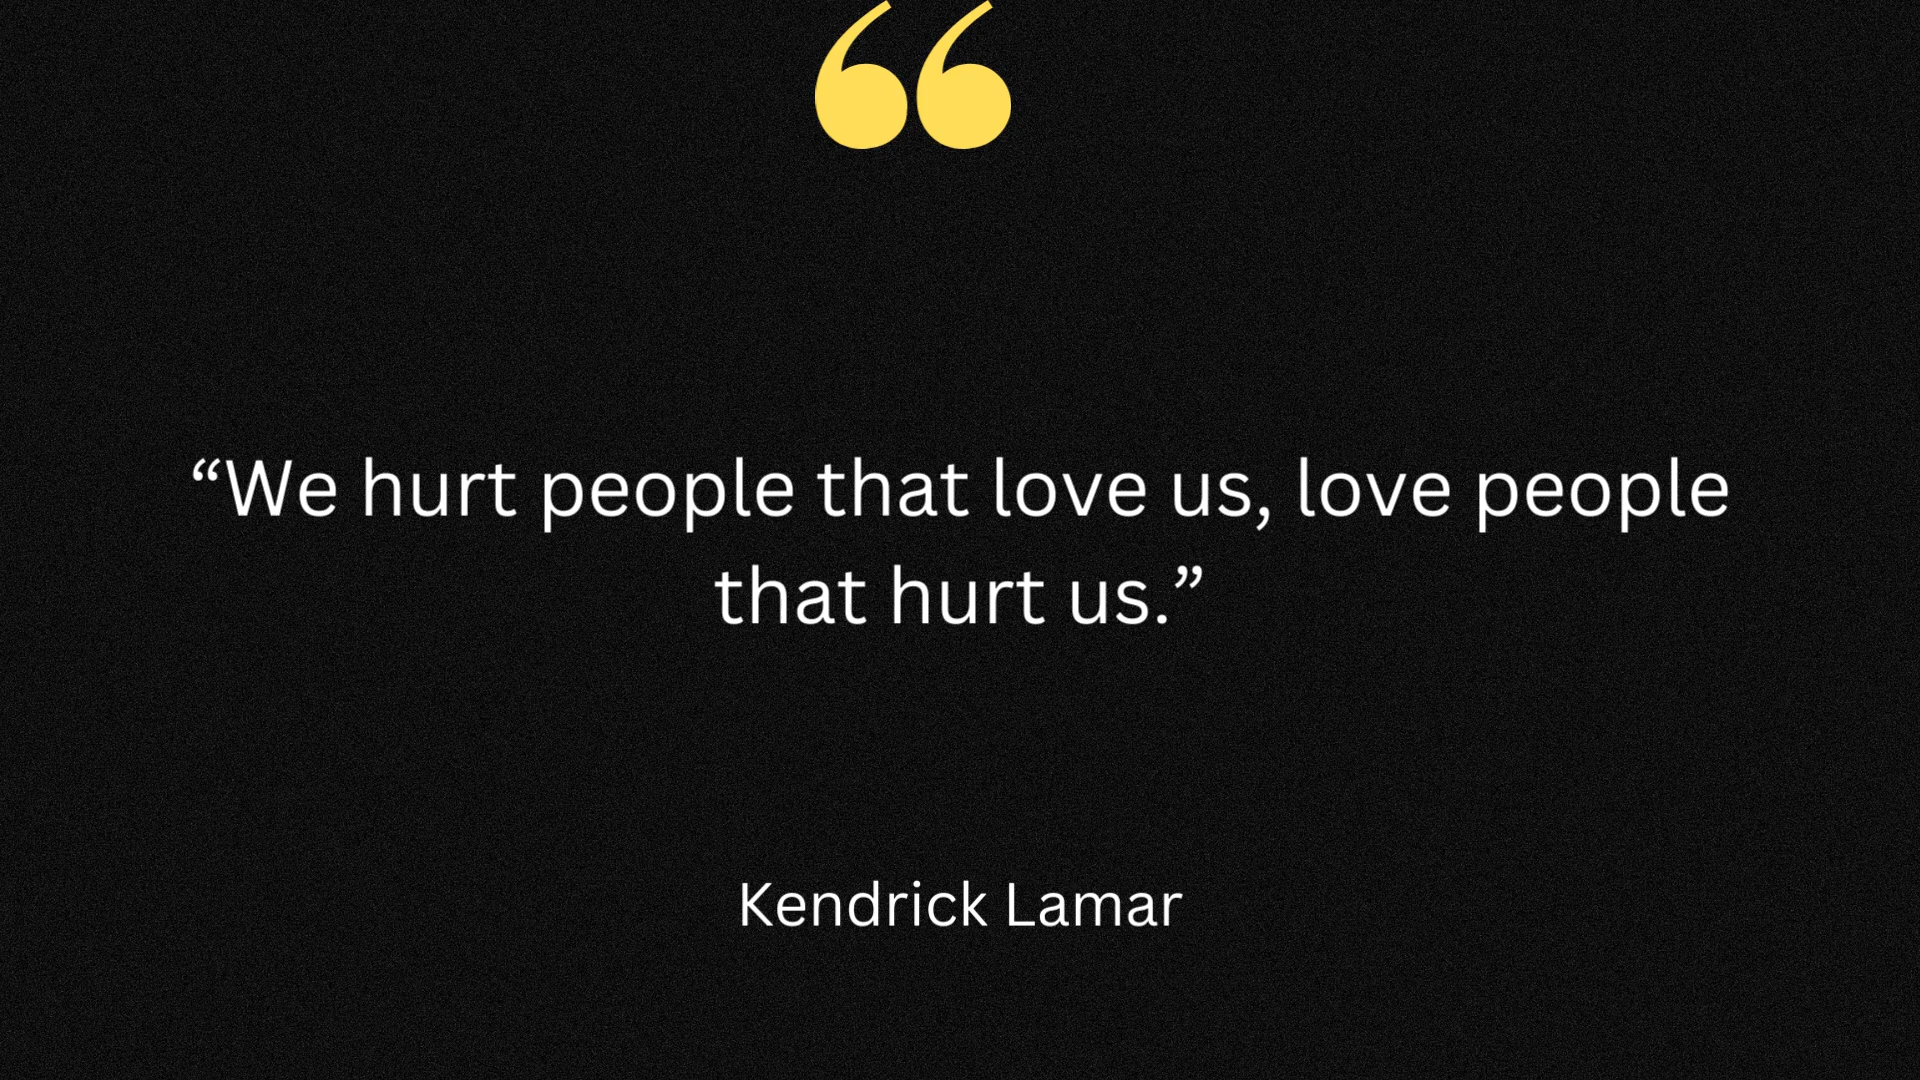 “We hurt people that love us, love people
that hurt us.”
Kendrick Lamar